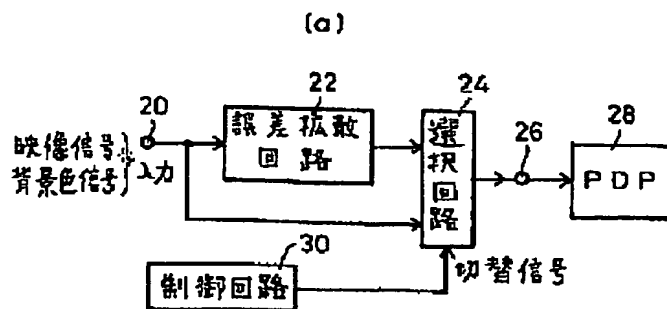 (a)
20
22
24
26
28
30
映像信号
背景色信号
入力
誤差拡散
回路
選択回路
PDP
制御回路
切替信号